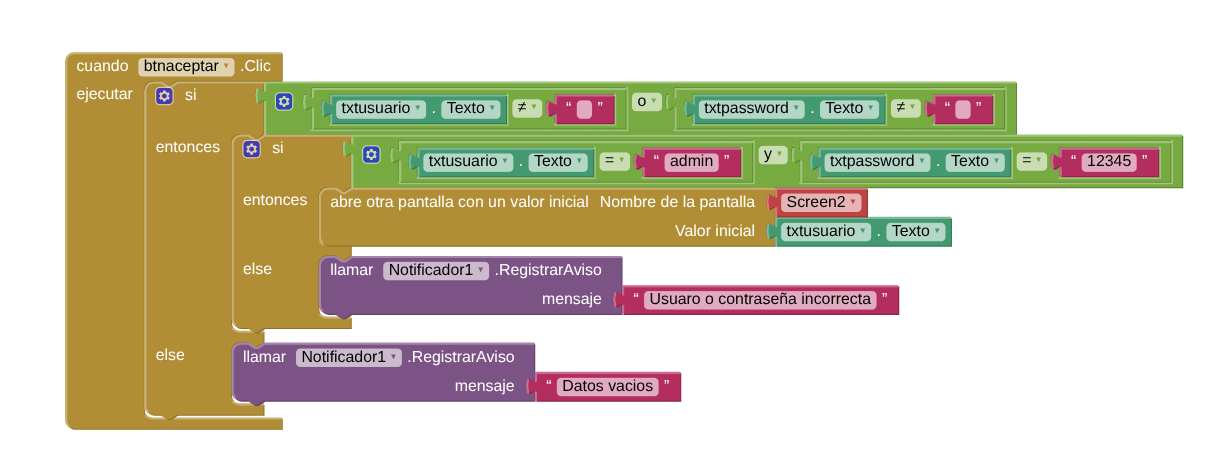 cuando btnaceptar .Clic
ejecutar si txtusuario . Texto ≠ “ ” o txtpassword . Texto ≠ “ ”
entonces si txtusuario . Texto = “ admin ” y txtpassword . Texto = “ 12345 ”
entonces abre otra pantalla con un valor inicial Nombre de la pantalla Screen2
Valor inicial txtusuario . Texto
else llamar Notificador1 .RegistrarAviso
mensaje “ Usuaro o contraseña incorrecta ”
else llamar Notificador1 .RegistrarAviso
mensaje “ Datos vacios ”